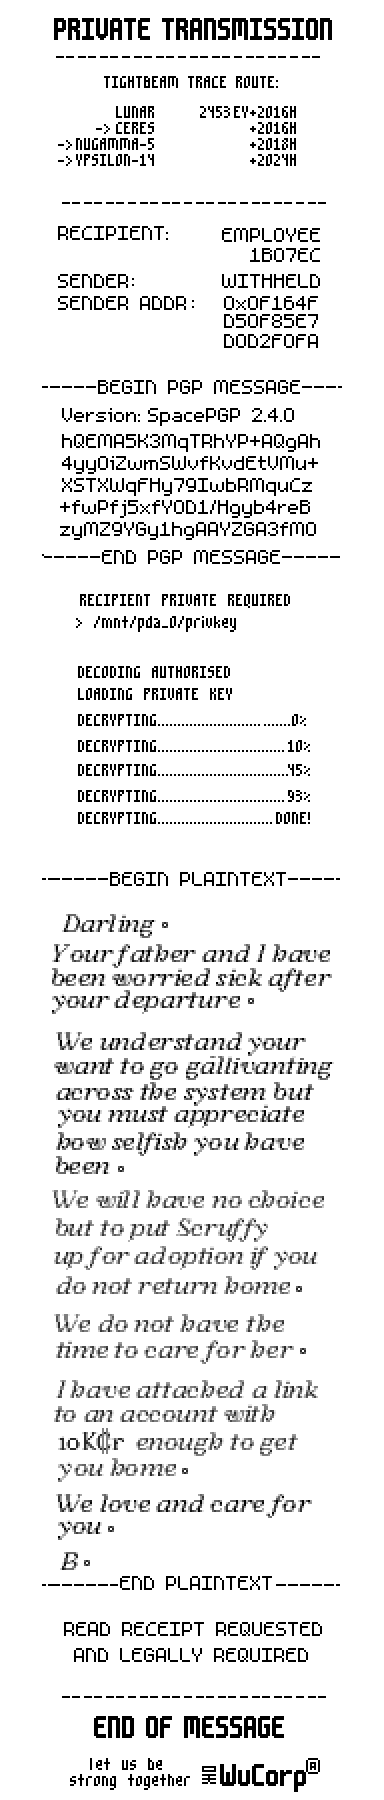 PRIVATE TRANSMISSION
-----------------------
TIGHTBEAM TRACE ROUTE:
LUNAR 2453EY+2016H
->CERES +2016H
->NUGAMMA-5 +2018H
->YPSILON-14 +2024H
-----------------------
RECIPIENT: EMPLOYEE
1B07EC
SENDER: WITHHELD
SENDER ADDR: 0x0F164F
D50F85E7
D0D2F0FA
-----BEGIN PGP MESSAGE----
Version: SpacePGP 2.4.0
hQEMA5K3MqTRhYP+AQgAh
4yyOiZwmSWvfKvdEtVMu+
XSTXWqFHy79IwbRMquCz
+fwPfj5xfYOD1/Hgyb4reB
zyMZ9YGy1hgAAYZGA3fMO
-----END PGP MESSAGE-----
RECIPIENT PRIVATE REQUIRED
> /mnt/pda_0/privkey
DECODING AUTHORISED
LOADING PRIVATE KEY
DECRYPTING................................0%
DECRYPTING...............................10%
DECRYPTING...............................45%
DECRYPTING...............................93%
DECRYPTING............................DONE!
------BEGIN PLAINTEXT-----
Darling.
Your father and I have
been worried sick after
your departure.
We understand your
want to go gallivanting
across the system but
you must appreciate
how selfish you have
been.
We will have no choice
but to put Scruffy
up for adoption if you
do not return home.
We do not have the
time to care for her.
I have attached a link
to an account with
10K₢r enough to get
you home.
We love and care for
you.
B.
-------END PLAINTEXT------
READ RECEIPT REQUESTED
AND LEGALLY REQUIRED
-----------------------
END OF MESSAGE
let us be
strong together 吴WuCorp®